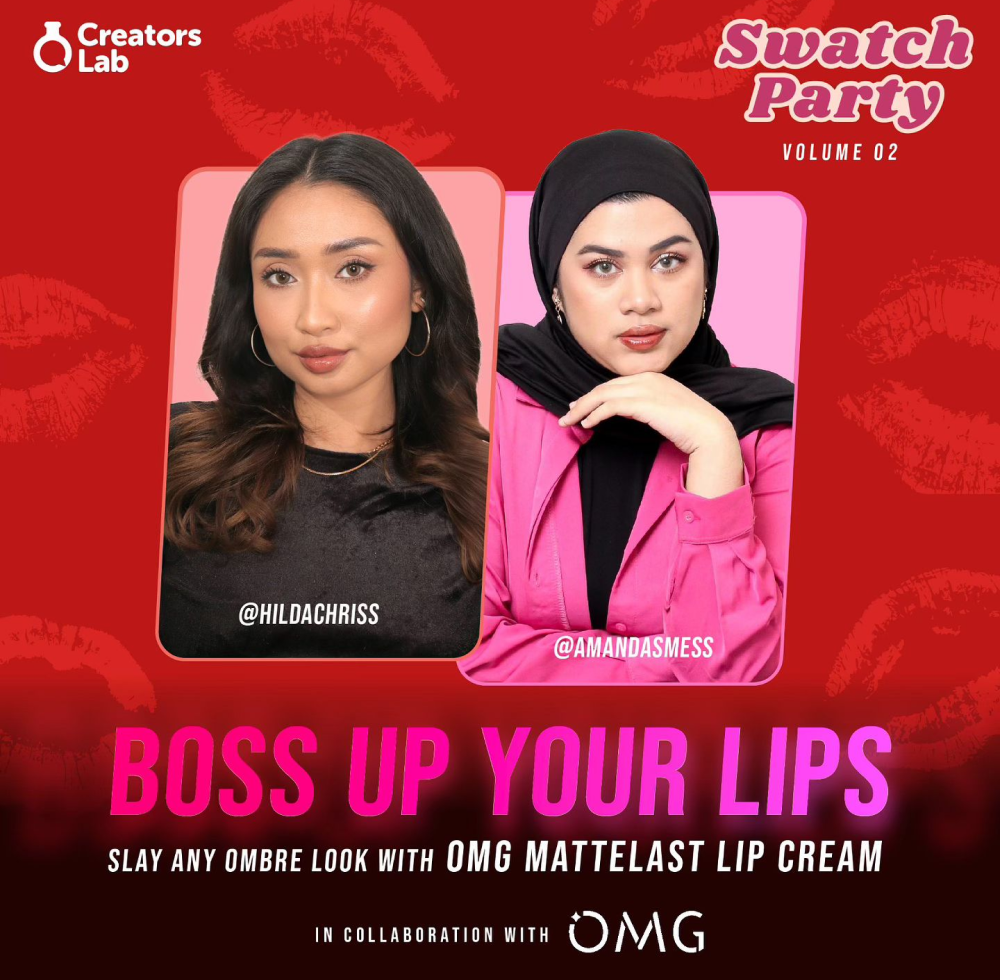 Creators
Lab
Swatch
Party
VOLUME 02
@HILDACHRISS
@AMANDASMESS
BOSS UP YOUR LIPS
SLAY ANY OMBRE LOOK WITH OMG MATTELAST LIP CREAM
IN COLLABORATION WITH OMG